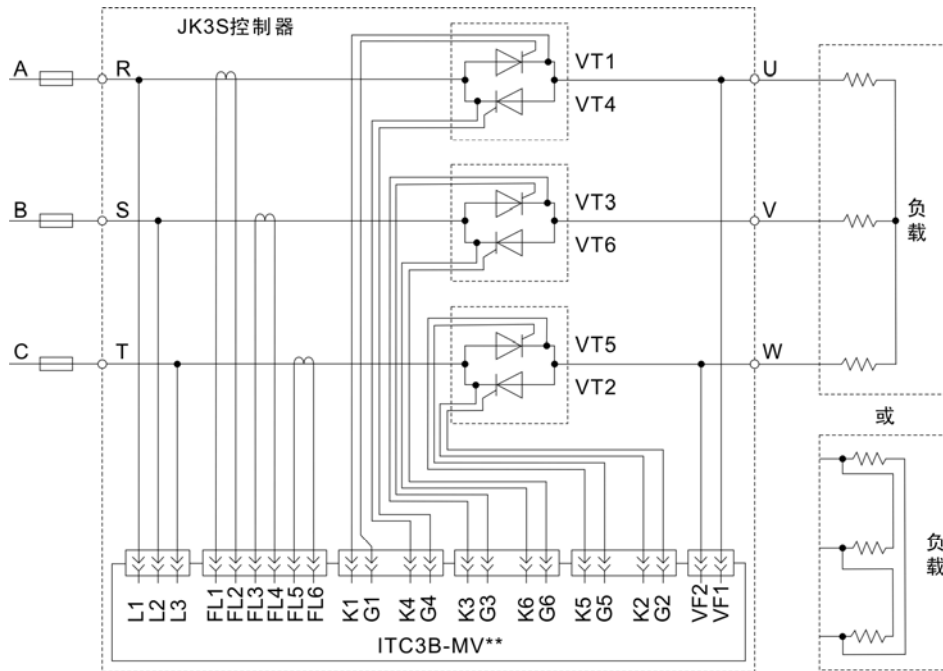 JK3S控制器
A
R
VT1
U
VT4
B
S
VT3
V
VT6
负载
C
T
VT5
W
VT2
或
负载
L1
L2
L3
FL1
FL2
FL3
FL4
FL5
FL6
K1
G1
K4
G4
K3
G3
K6
G6
K5
G5
K2
G2
VF2
VF1
ITC3B-MV**